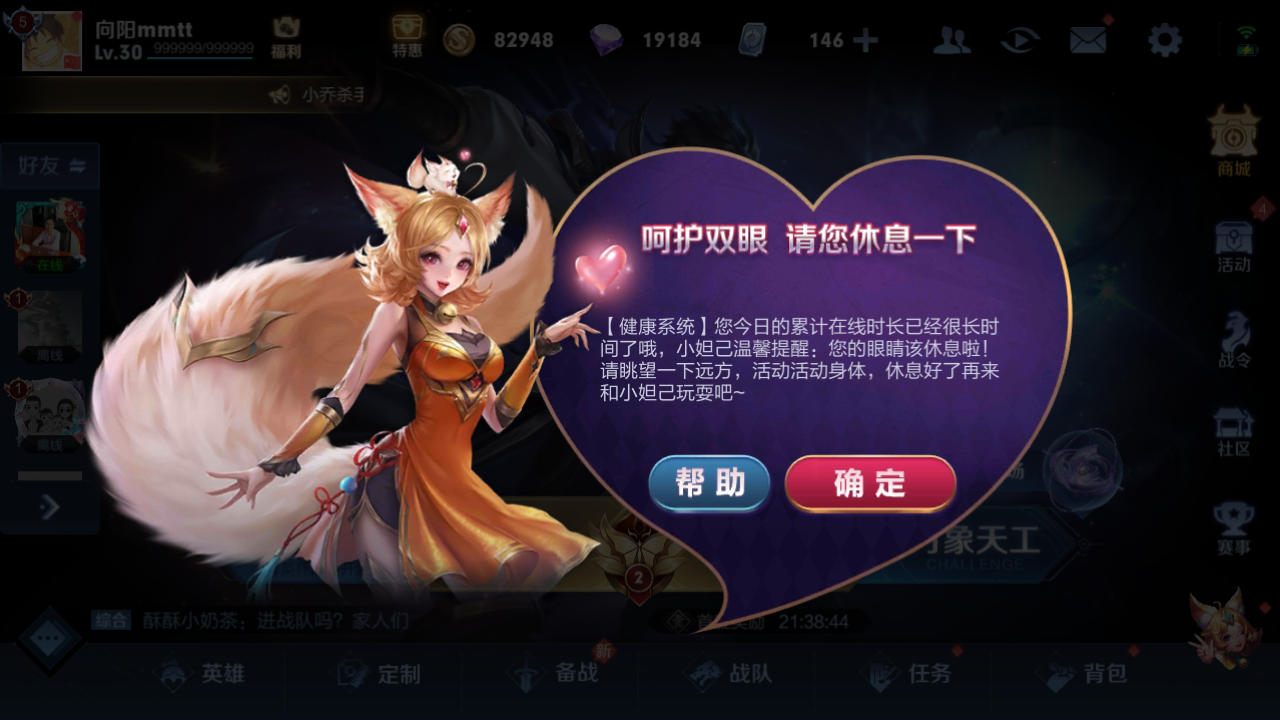 5
向阳mmtt
Lv.30 999999/999999
福利
特惠
82948
19184
146
小乔杀手
好友
在线
1
离线
1
离线
商城
4
活动
战令
社区
赛事
呵护双眼 请您休息一下
【健康系统】您今日的累计在线时长已经很长时
间了哦，小妲己温馨提醒：您的眼睛该休息啦！
请眺望一下远方，活动活动身体，休息好了再来
和小妲己玩耍吧~
帮助
确定
象天工
CHALLENGE
2
综合 酥酥小奶茶：进战队吗？家人们
21:38:44
英雄
定制
备战
新
战队
任务
背包